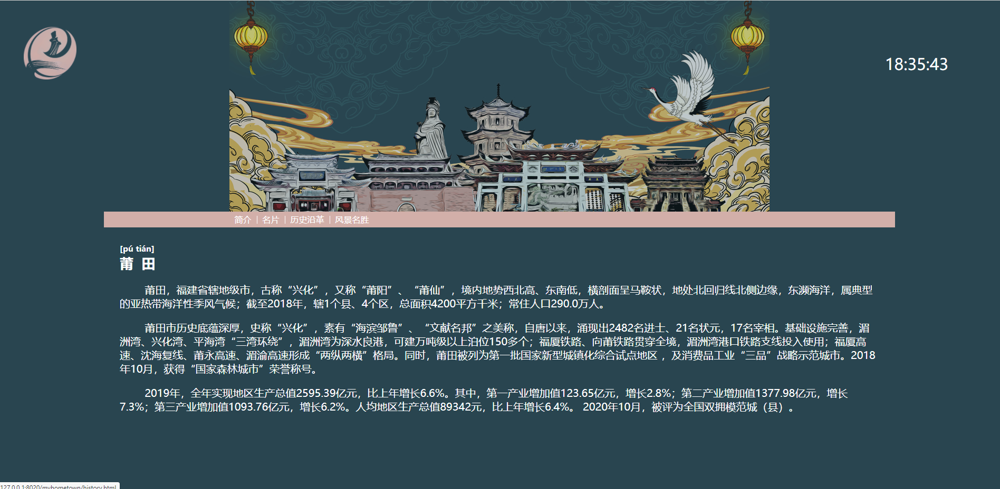 18:35:43
简介 | 名片 | 历史沿革 | 风景名胜
[pú tián]
莆 田
莆田，福建省辖地级市，古称“兴化”，又称“莆阳”、“莆仙”，境内地势西北高、东南低，横剖面呈马鞍状，地处北回归线北侧边缘，东濒海洋，属典型
的亚热带海洋性季风气候；截至2018年，辖1个县、4个区，总面积4200平方千米；常住人口290.0万人。
莆田市历史底蕴深厚，史称“兴化”，素有“海滨邹鲁”、“文献名邦”之美称，自唐以来，涌现出2482名进士、21名状元，17名宰相。基础设施完善，湄
洲湾、兴化湾、平海湾“三湾环绕”，湄洲湾为深水良港，可建万吨级以上泊位150多个；福厦铁路、向莆铁路贯穿全境，湄洲湾港口铁路支线投入使用；福厦高
速、沈海复线、莆永高速、湄渝高速形成“两纵两横”格局。同时，莆田被列为第一批国家新型城镇化综合试点地区 ，及消费品工业“三品”战略示范城市。2018
年10月，获得“国家森林城市”荣誉称号。
2019年，全年实现地区生产总值2595.39亿元，比上年增长6.6%。其中，第一产业增加值123.65亿元，增长2.8%；第二产业增加值1377.98亿元，增长
7.3%；第三产业增加值1093.76亿元，增长6.2%。人均地区生产总值89342元，比上年增长6.4%。 2020年10月，被评为全国双拥模范城（县）。
127.0.0.1:8020/myhometown/history.html